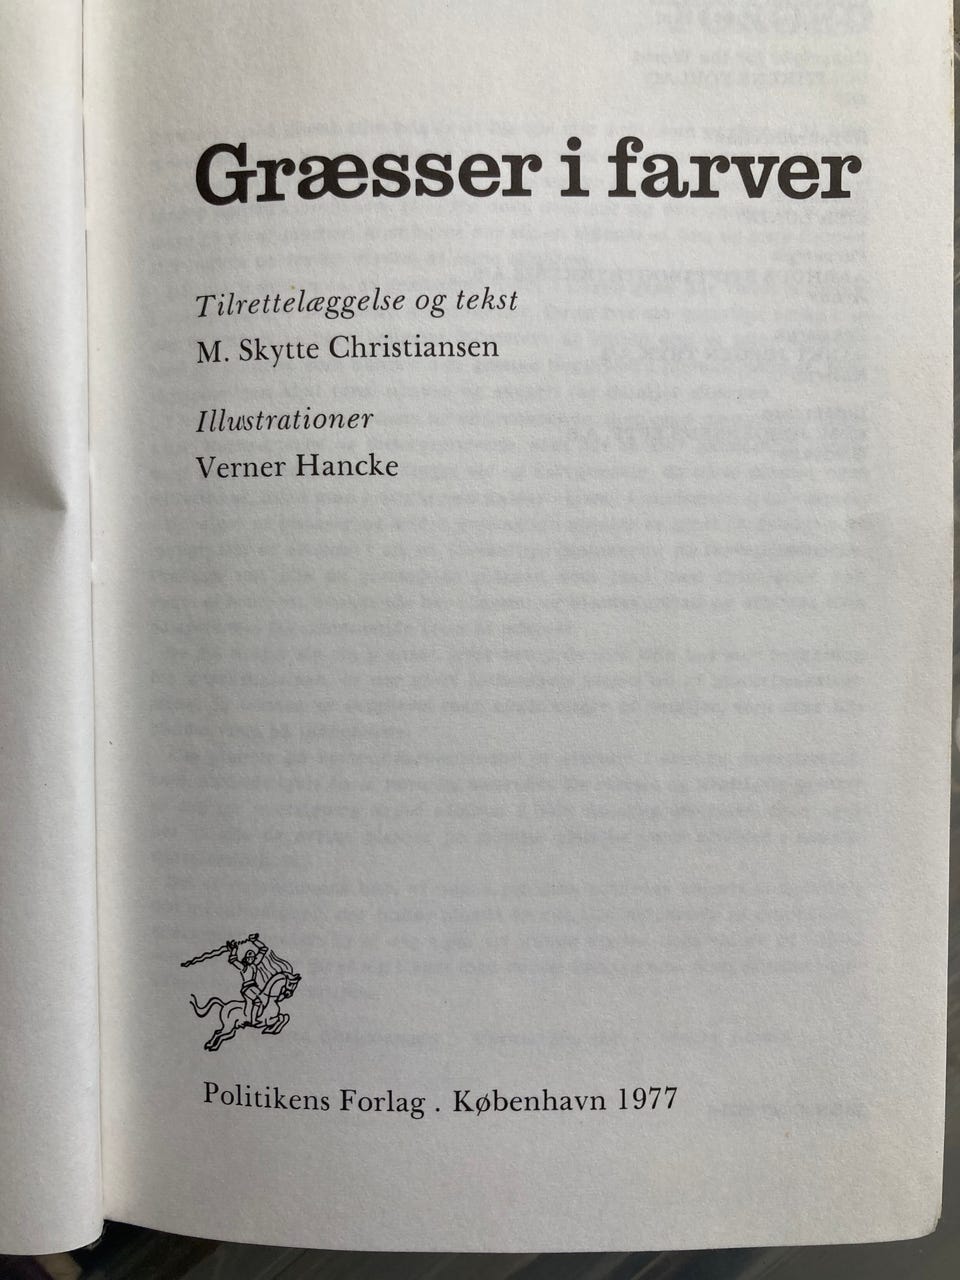 Græsser i farver
Tilrettelæggelse og tekst
M. Skytte Christiansen
Illustrationer
Verner Hancke
Politikens Forlag . København 1977